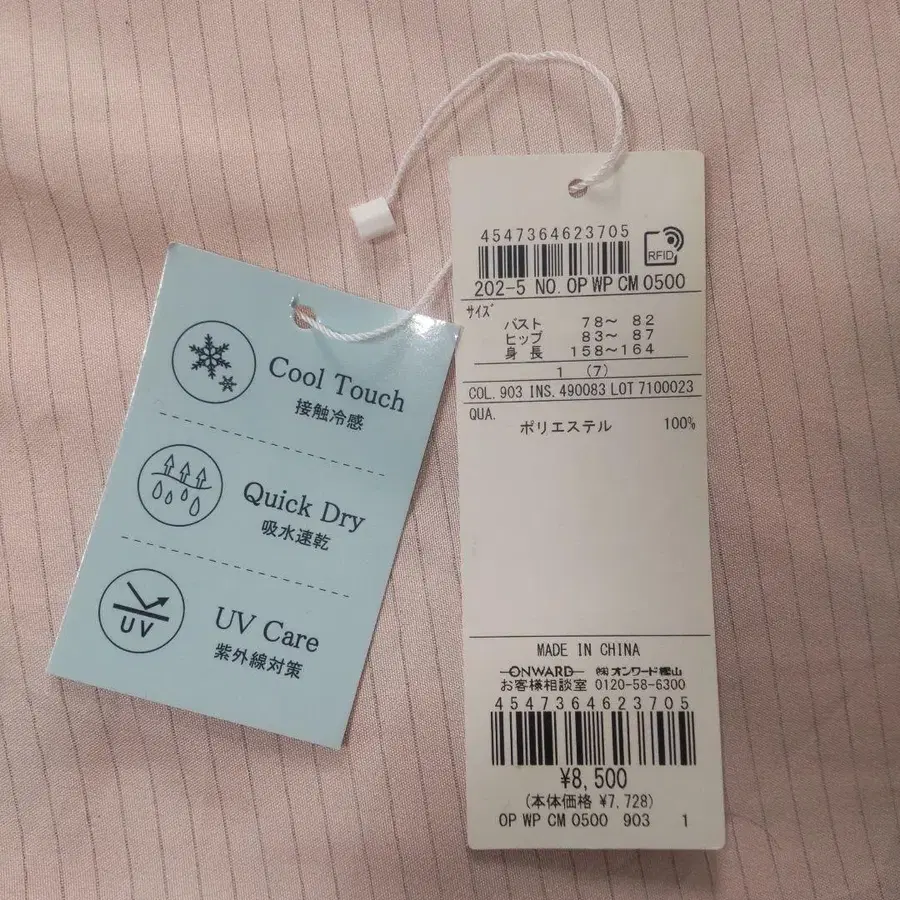 Cool Touch
接触冷感
Quick Dry
吸水速乾
UV
UV Care
紫外線対策
4547364623705
RFID
202-5 NO. OP WP CM 0500
サイズ
バスト 78～ 82
ヒップ 83～ 87
身長 158～164
1 (7)
COL. 903 INS. 490083 LOT 7100023
QUA.
ポリエステル 100%
MADE IN CHINA
ONWARD ㈱オンワード樫山
お客様相談室 0120-58-6300
4547364623705
¥8,500
(本体価格 ¥7,728)
OP WP CM 0500 903 1